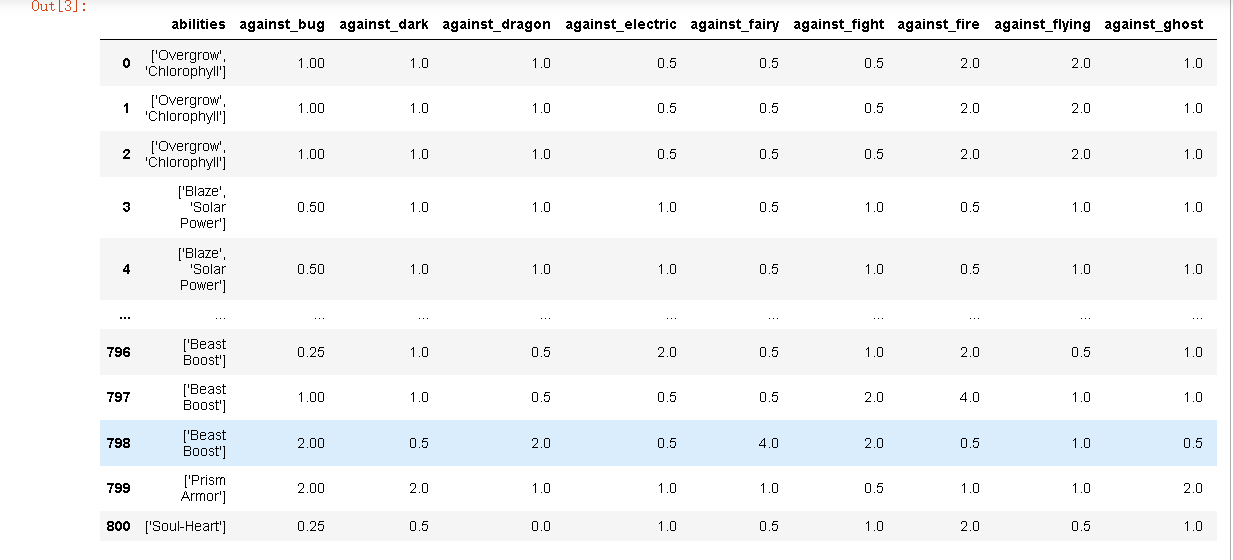 Out[3]:
abilities against_bug against_dark against_dragon against_electric against_fairy against_fight against_fire against_flying against_ghost
0 ['Overgrow', 'Chlorophyll'] 1.00 1.0 1.0 0.5 0.5 0.5 2.0 2.0 1.0
1 ['Overgrow', 'Chlorophyll'] 1.00 1.0 1.0 0.5 0.5 0.5 2.0 2.0 1.0
2 ['Overgrow', 'Chlorophyll'] 1.00 1.0 1.0 0.5 0.5 0.5 2.0 2.0 1.0
3 ['Blaze', 'Solar Power'] 0.50 1.0 1.0 1.0 0.5 1.0 0.5 1.0 1.0
4 ['Blaze', 'Solar Power'] 0.50 1.0 1.0 1.0 0.5 1.0 0.5 1.0 1.0
... ... ... ... ... ... ... ... ... ... ...
796 ['Beast Boost'] 0.25 1.0 0.5 2.0 0.5 1.0 2.0 0.5 1.0
797 ['Beast Boost'] 1.00 1.0 0.5 0.5 0.5 2.0 4.0 1.0 1.0
798 ['Beast Boost'] 2.00 0.5 2.0 0.5 4.0 2.0 0.5 1.0 0.5
799 ['Prism Armor'] 2.00 2.0 1.0 1.0 1.0 0.5 1.0 1.0 2.0
800 ['Soul-Heart'] 0.25 0.5 0.0 1.0 0.5 1.0 2.0 0.5 1.0